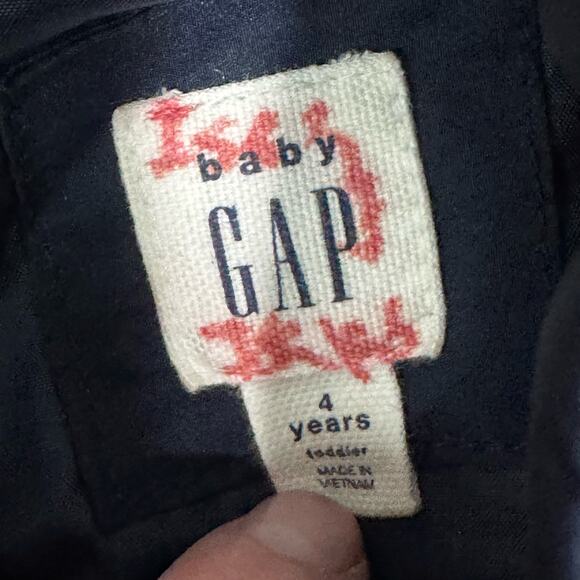 baby
GAP
4
years
toddler
MADE IN
VIETNAM